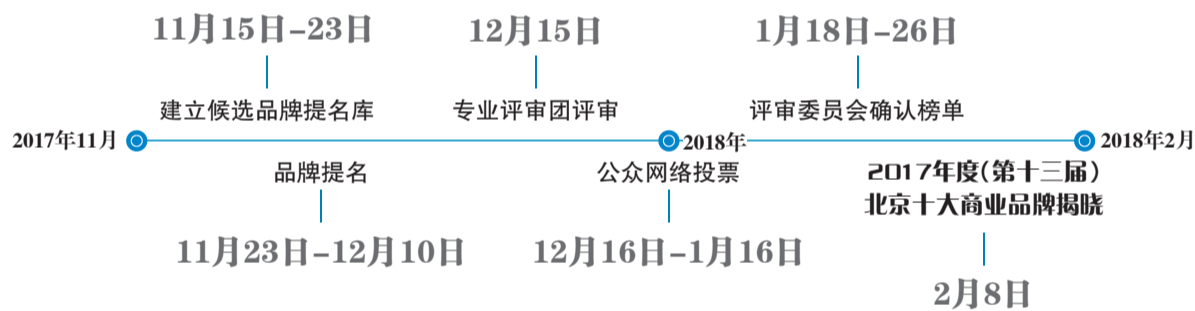 11月15日-23日
12月15日
1月18日-26日
建立候选品牌提名库
专业评审团评审
评审委员会确认榜单
2017年11月
2018年
2018年2月
品牌提名
公众网络投票
2017年度(第十三届)
北京十大商业品牌揭晓
11月23日-12月10日
12月16日-1月16日
2月8日